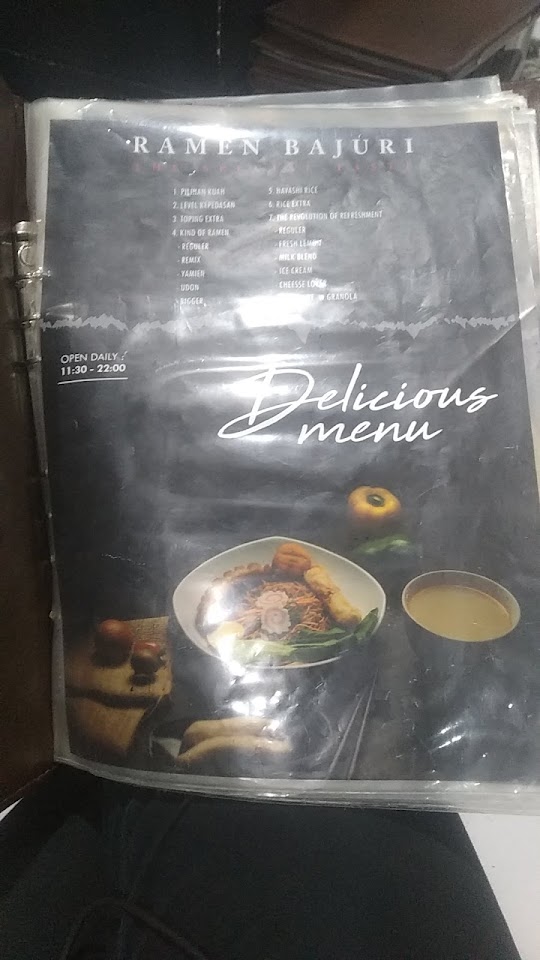 RAMEN BAJURI
1. PILIHAN KUAH
2. LEVEL KEPEDASAN
3. TOPING EXTRA
4. KIND OF RAMEN
- REGULER
- REMIX
- YAMIEN
UDON
- BIGGER
5. HAYASHI RICE
6. RICE EXTRA
7. THE REVOLUTION OF REFRESHMENT
- REGULER
- FRESH LEMON
- MILK BLEND
- ICE CREAM
GRANOLA
OPEN DAILY :
11:30 - 22:00
Delicious
menu